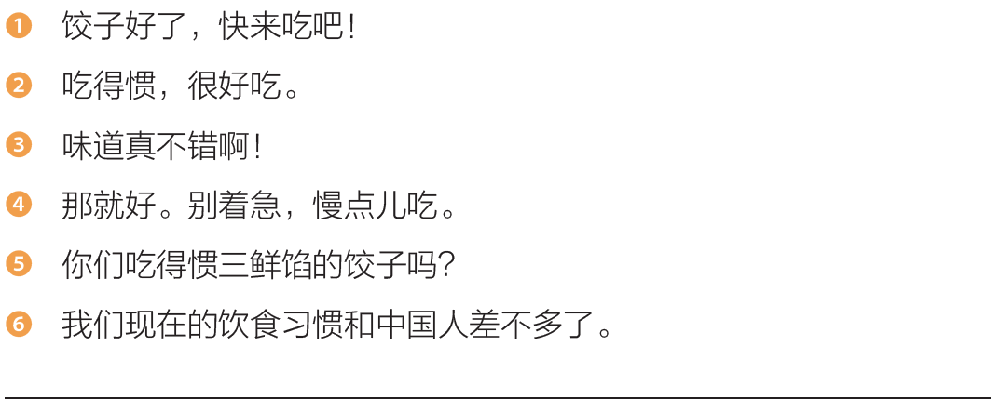 1 饺子好了，快来吃吧！
2 吃得惯，很好吃。
3 味道真不错啊！
4 那就好。别着急，慢点儿吃。
5 你们吃得惯三鲜馅的饺子吗？
6 我们现在的饮食习惯和中国人差不多了。